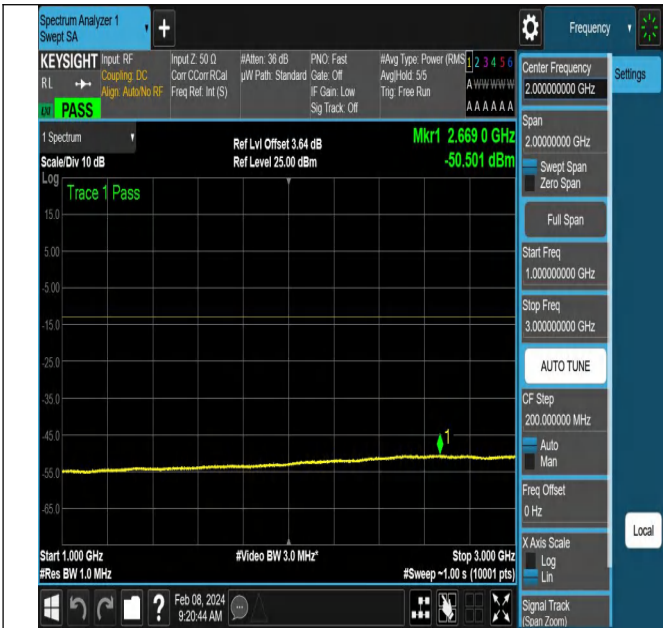 Spectrum Analyzer 1
Swept SA
+
Frequency
KEYSIGHT
RL
PASS
Input: RF
Coupling: DC
Align: Auto/No RF
Input Z: 50 Ω
Corr CCorr RCal
Freq Ref: Int (S)
#Atten: 36 dB
µW Path: Standard
PNO: Fast
Gate: Off
IF Gain: Low
Sig Track: Off
#Avg Type: Power (RMS
Avg|Hold: 5/5
Trig: Free Run
1 2 3 4 5 6
A W W W W W
A A A A A A
Center Frequency
2.000000000 GHz
Settings
Span
2.00000000 GHz
Swept Span
Zero Span
Full Span
Start Freq
1.000000000 GHz
Stop Freq
3.000000000 GHz
AUTO TUNE
CF Step
200.000000 MHz
Auto
Man
Freq Offset
0 Hz
X Axis Scale
Log
Lin
Signal Track
(Span Zoom)
Local
1 Spectrum
Scale/Div 10 dB
Log
Ref Lvl Offset 3.64 dB
Ref Level 25.00 dBm
Mkr1 2.669 0 GHz
-50.501 dBm
Trace 1 Pass
15.0
5.00
-5.00
-15.0
-25.0
-35.0
-45.0
-55.0
-65.0
1
Start 1.000 GHz
#Res BW 1.0 MHz
#Video BW 3.0 MHz*
Stop 3.000 GHz
#Sweep ~1.00 s (10001 pts)
?
Feb 08, 2024
9:20:44 AM